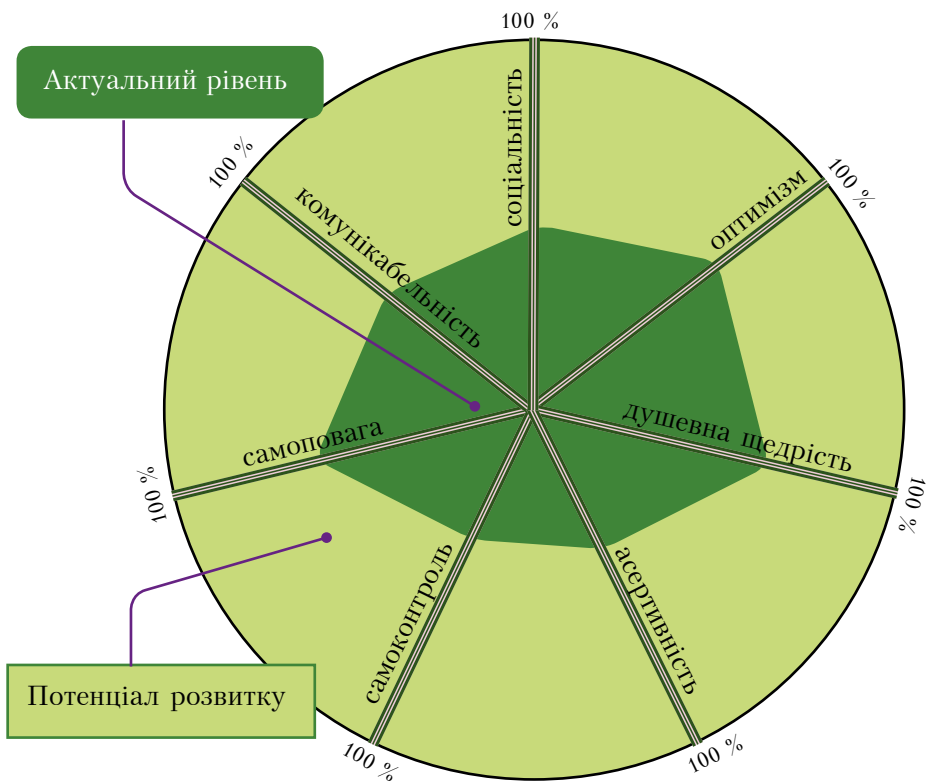 100 %
Актуальний рівень
соціальність
100 %
комунікабельність
100 %
оптимізм
душевна щедрість
100 %
самоповага
100 %
самоконтроль
асертивність
Потенціал розвитку
100 %
100 %